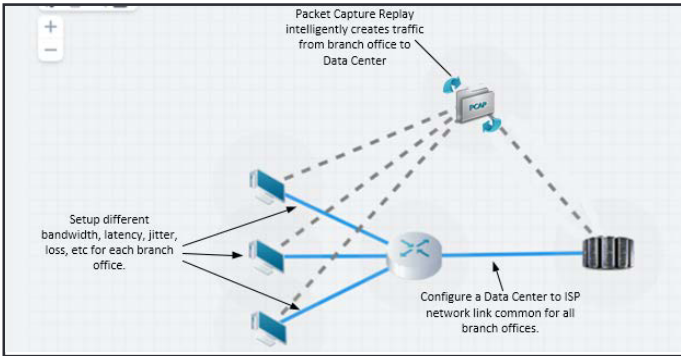 Packet Capture Replay
intelligently creates traffic
from branch office to
Data Center
PCAP
Setup different
bandwidth, latency, jitter,
loss, etc for each branch
office.
Configure a Data Center to ISP
network link common for all
branch offices.